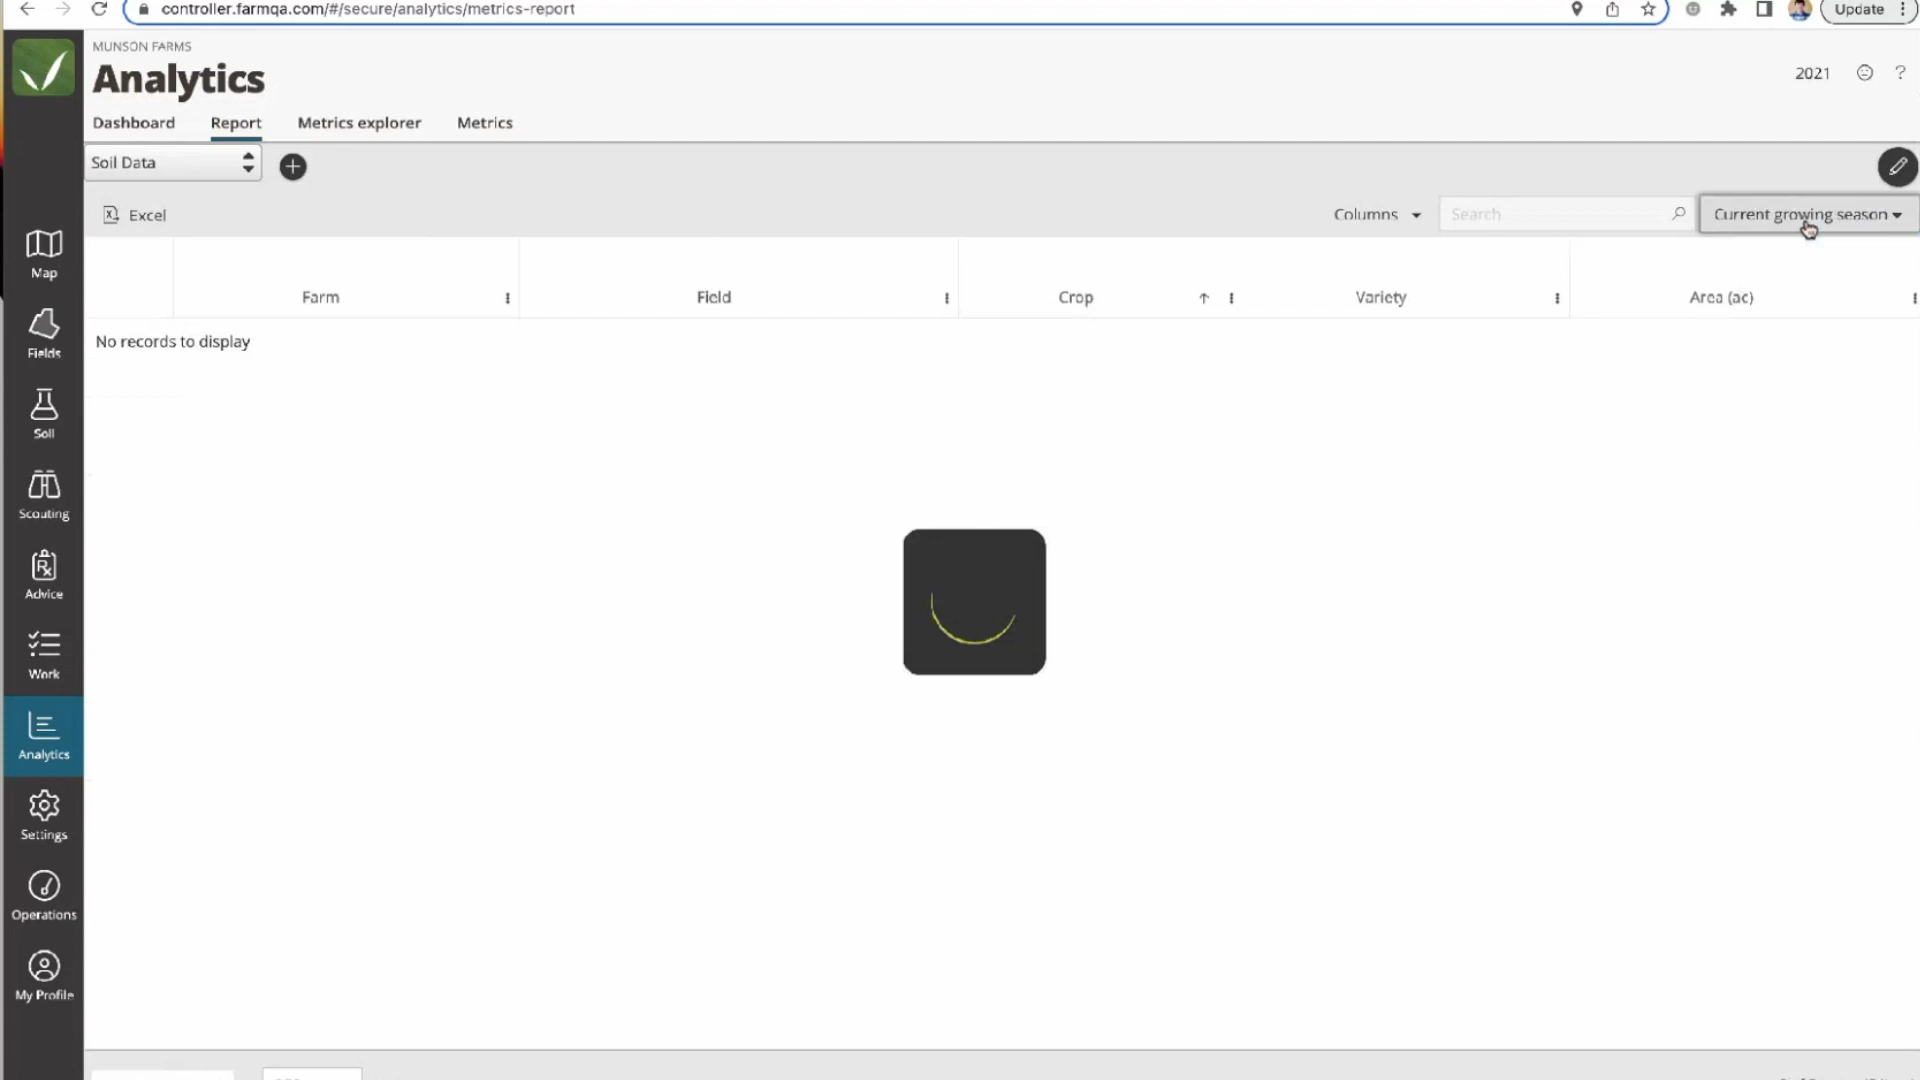 controller.farmqa.com/#/secure/analytics/metrics-report
Update
MUNSON FARMS
Analytics
2021
?
Dashboard Report Metrics explorer Metrics
Soil Data
Excel
Columns
Search
Current growing season
Farm Field Crop Variety Area (ac)
No records to display
Map
Fields
Soil
Scouting
Advice
Work
Analytics
Settings
Operations
My Profile